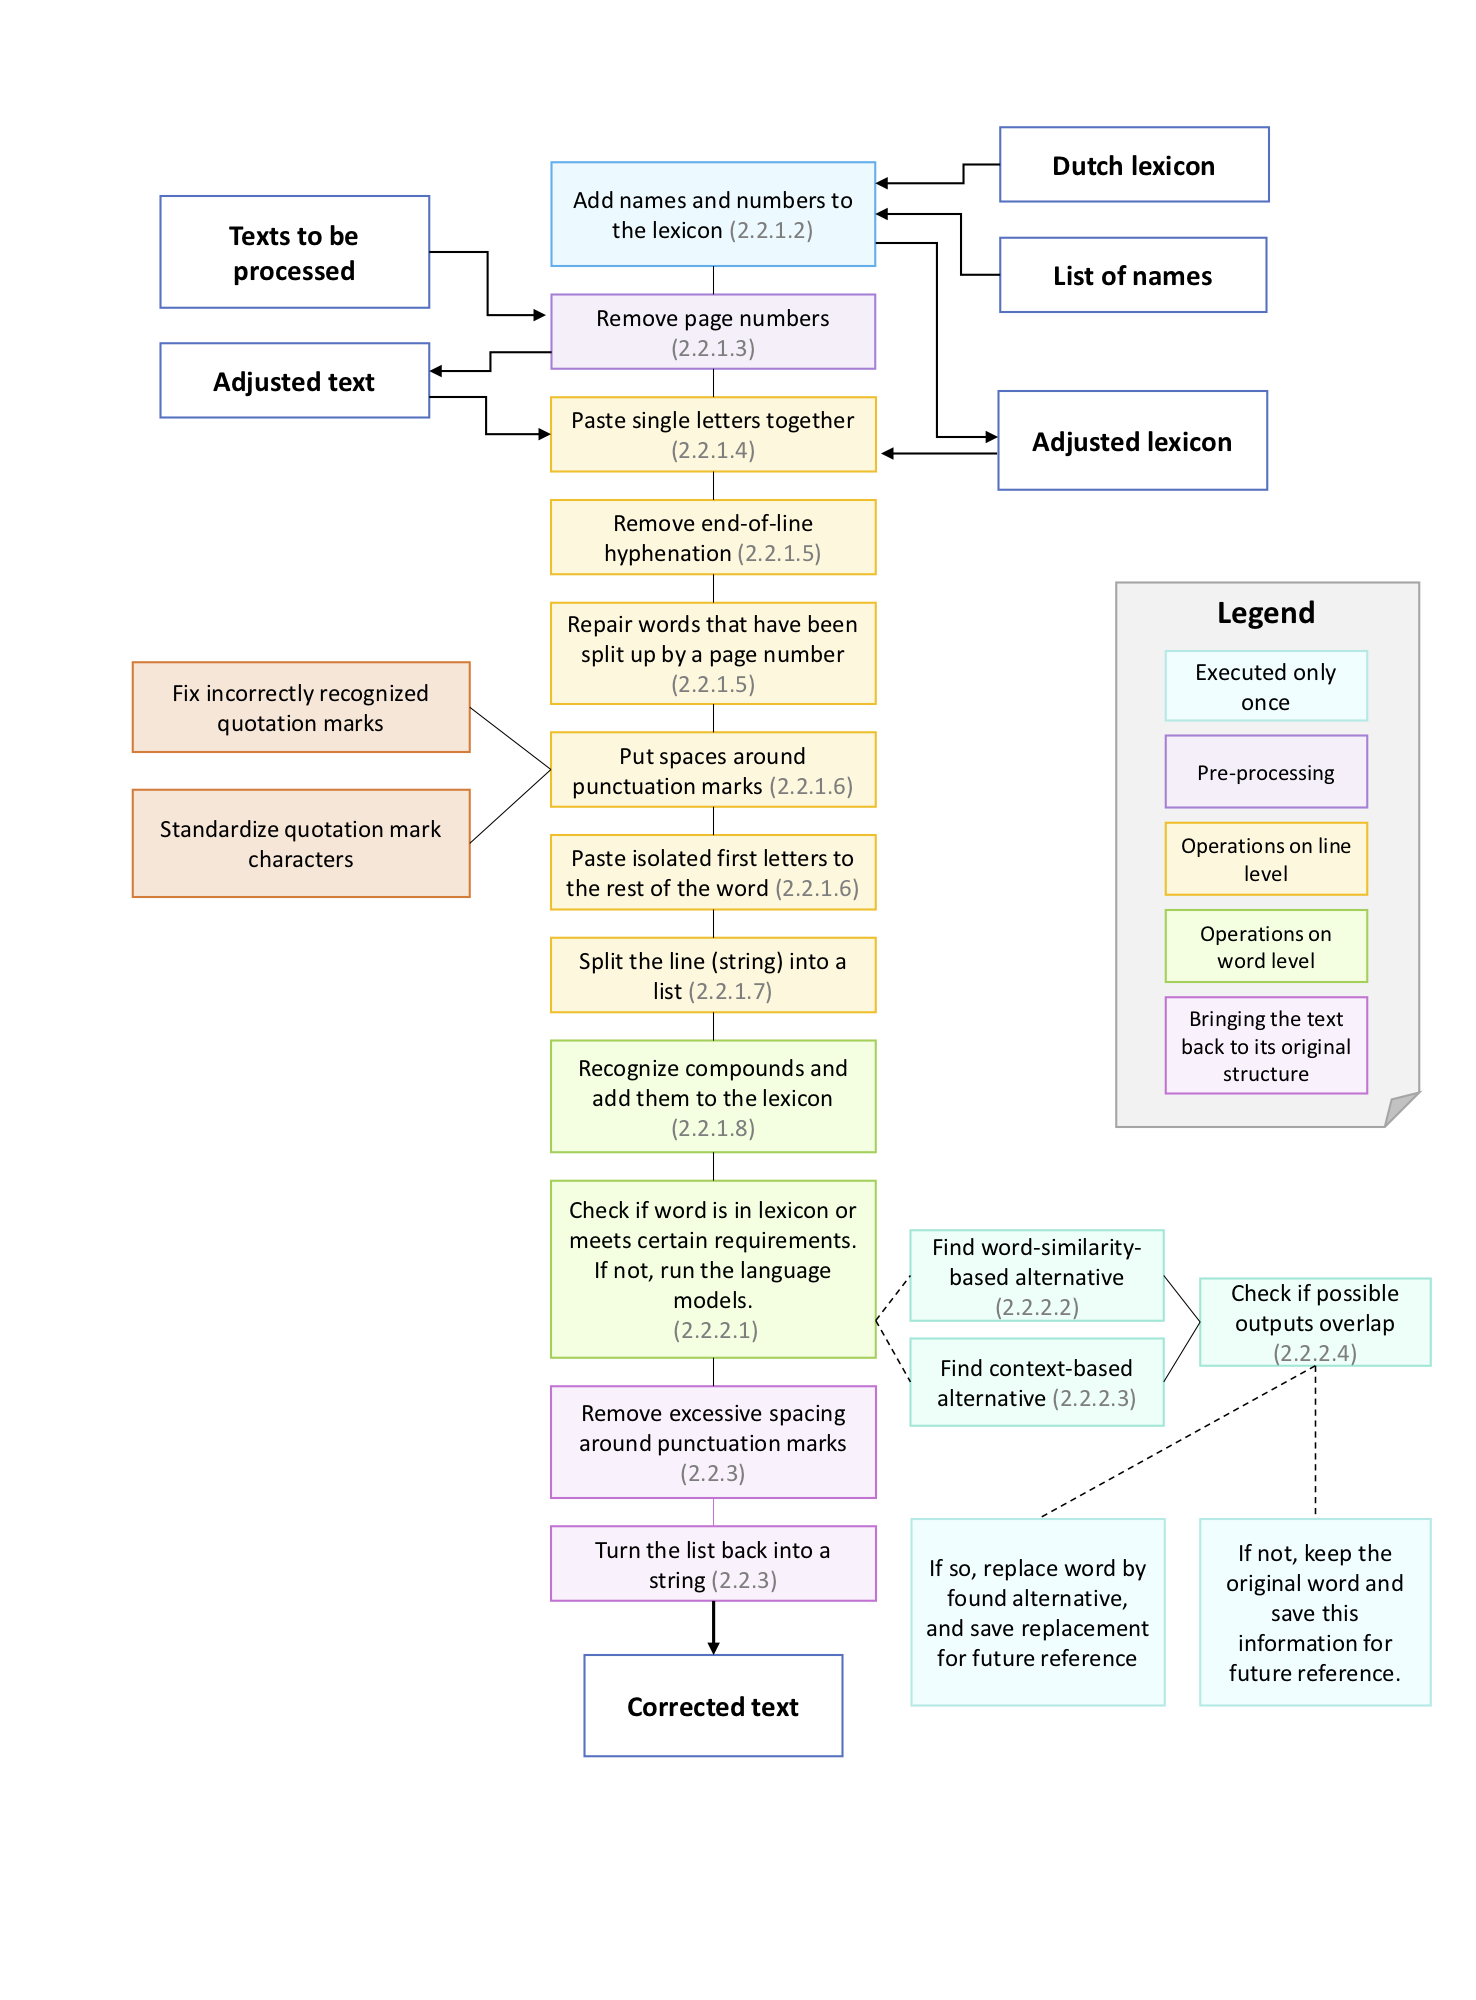 Dutch lexicon
Add names and numbers to
the lexicon (2.2.1.2)
Texts to be
processed
List of names
Remove page numbers
(2.2.1.3)
Adjusted text
Paste single letters together
(2.2.1.4)
Adjusted lexicon
Remove end-of-line
hyphenation (2.2.1.5)
Repair words that have been
split up by a page number
(2.2.1.5)
Fix incorrectly recognized
quotation marks
Put spaces around
punctuation marks (2.2.1.6)
Standardize quotation mark
characters
Paste isolated first letters to
the rest of the word (2.2.1.6)
Split the line (string) into a
list (2.2.1.7)
Legend
Executed only
once
Pre-processing
Operations on line
level
Operations on
word level
Bringing the text
back to its original
structure
Recognize compounds and
add them to the lexicon
(2.2.1.8)
Check if word is in lexicon or
meets certain requirements.
If not, run the language
models.
(2.2.2.1)
Find word-similarity-
based alternative
(2.2.2.2)
Find context-based
alternative (2.2.2.3)
Check if possible
outputs overlap
(2.2.2.4)
Remove excessive spacing
around punctuation marks
(2.2.3)
Turn the list back into a
string (2.2.3)
If so, replace word by
found alternative,
and save replacement
for future reference
If not, keep the
original word and
save this
information for
future reference.
Corrected text